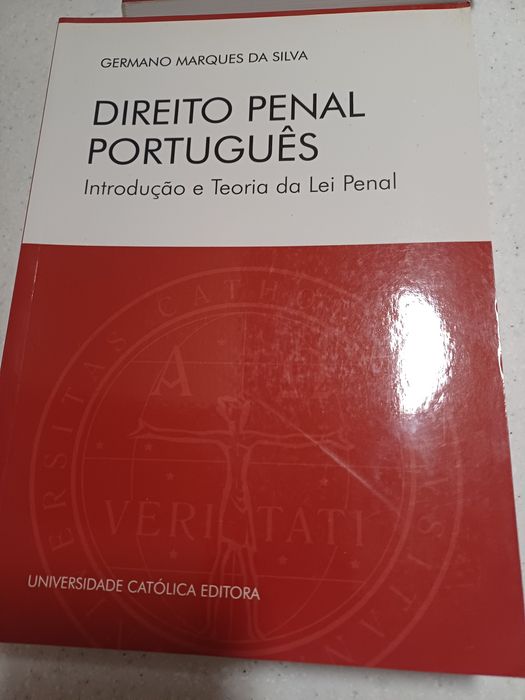 GERMANO MARQUES DA SILVA
DIREITO PENAL
PORTUGUÊS
Introdução e Teoria da Lei Penal
A
VERITATI
UNIVERSIDADE CATÓLICA EDITORA